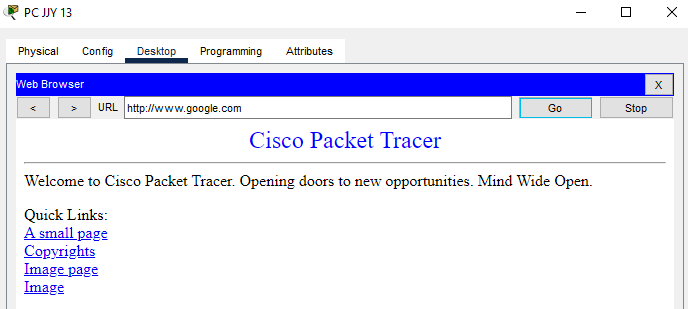 PC JJY 13
Physical Config Desktop Programming Attributes
Web Browser X
< > URL http://www.google.com Go Stop
Cisco Packet Tracer
Welcome to Cisco Packet Tracer. Opening doors to new opportunities. Mind Wide Open.
Quick Links:
A small page
Copyrights
Image page
Image